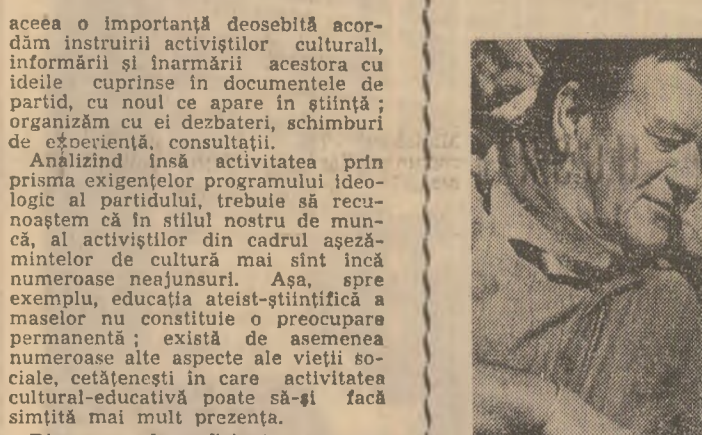 aceea o importanță deosebită acor-
dăm instruirii activiștilor culturali,
informării și înarmării acestora cu
ideile cuprinse în documentele de
partid, cu noul ce apare în știință ;
organizăm cu ei dezbateri, schimburi
de experiență, consultații.
Analizînd însă activitatea prin
prisma exigențelor programului ideo-
logic al partidului, trebuie să recu-
noaștem că în stilul nostru de mun-
că, al activiștilor din cadrul așeză-
mintelor de cultură mai sînt încă
numeroase neajunsuri. Așa, spre
exemplu, educația ateist-științifică a
maselor nu constituie o preocupare
permanentă ; există de asemenea
numeroase alte aspecte ale vieții so-
ciale, cetățenești în care activitatea
cultural-educativă poate să-și facă
simțită mai mult prezența.